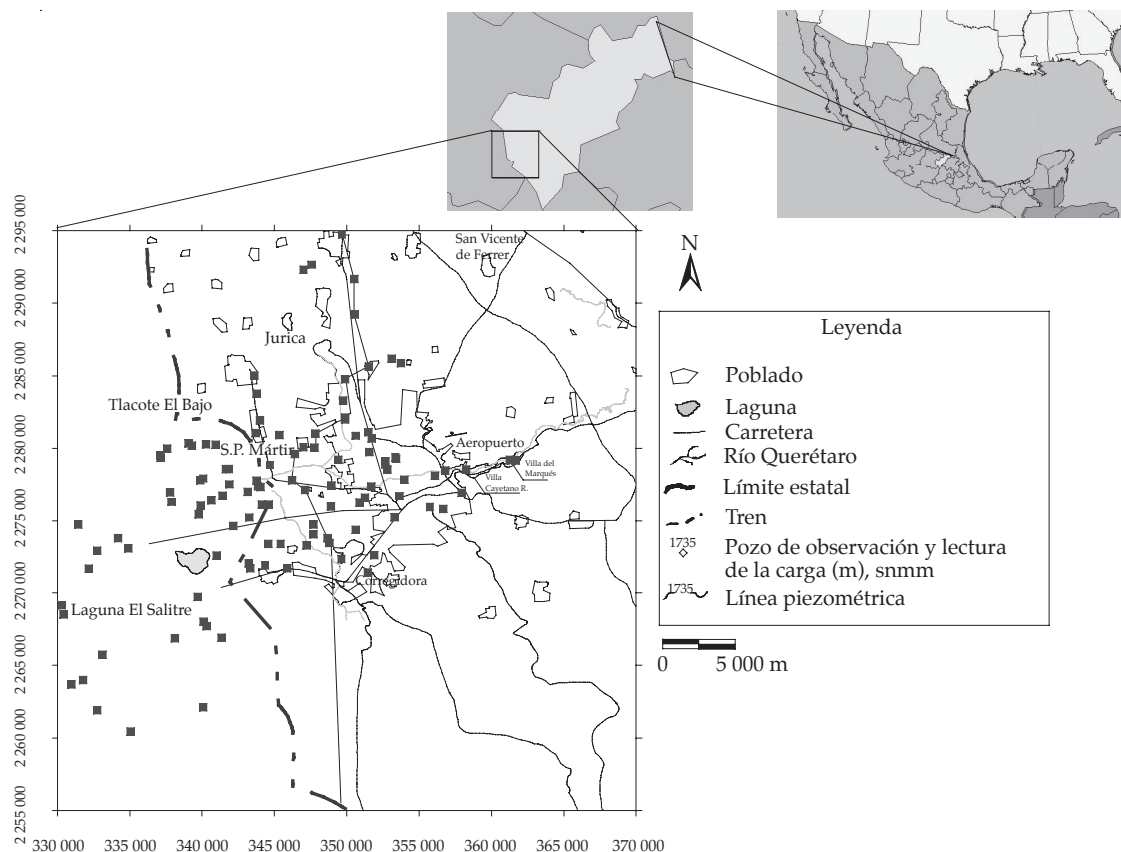 2 295 000
2 290 000
2 285 000
2 280 000
2 275 000
2 270 000
2 265 000
2 260 000
2 255 000
330 000 335 000 340 000 345 000 350 000 355 000 360 000 365 000 370 000
San Vicente
de Ferrer
Jurica
Tlacote El Bajo
S.P. Mártir
Aeropuerto
Villa del
Marqués
Villa
Cayetano R.
Corregidora
Laguna El Salitre
N
Leyenda
Poblado
Laguna
Carretera
Río Querétaro
Límite estatal
Tren
1735
Pozo de observación y lectura
de la carga (m), snmm
1735
Línea piezométrica
0 5 000 m